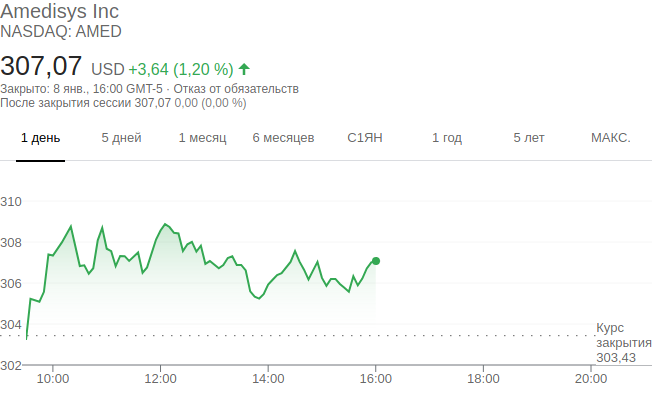 Amedisys Inc
NASDAQ: AMED
307,07 USD +3,64 (1,20 %)
Закрыто: 8 янв., 16:00 GMT-5 · Отказ от обязательств
После закрытия сессии 307,07 0,00 (0,00 %)
1 день 5 дней 1 месяц 6 месяцев С1ЯН 1 год 5 лет МАКС.
310
308
306
304
Курс
закрытия
303,43
302
10:00 12:00 14:00 16:00 18:00 20:00